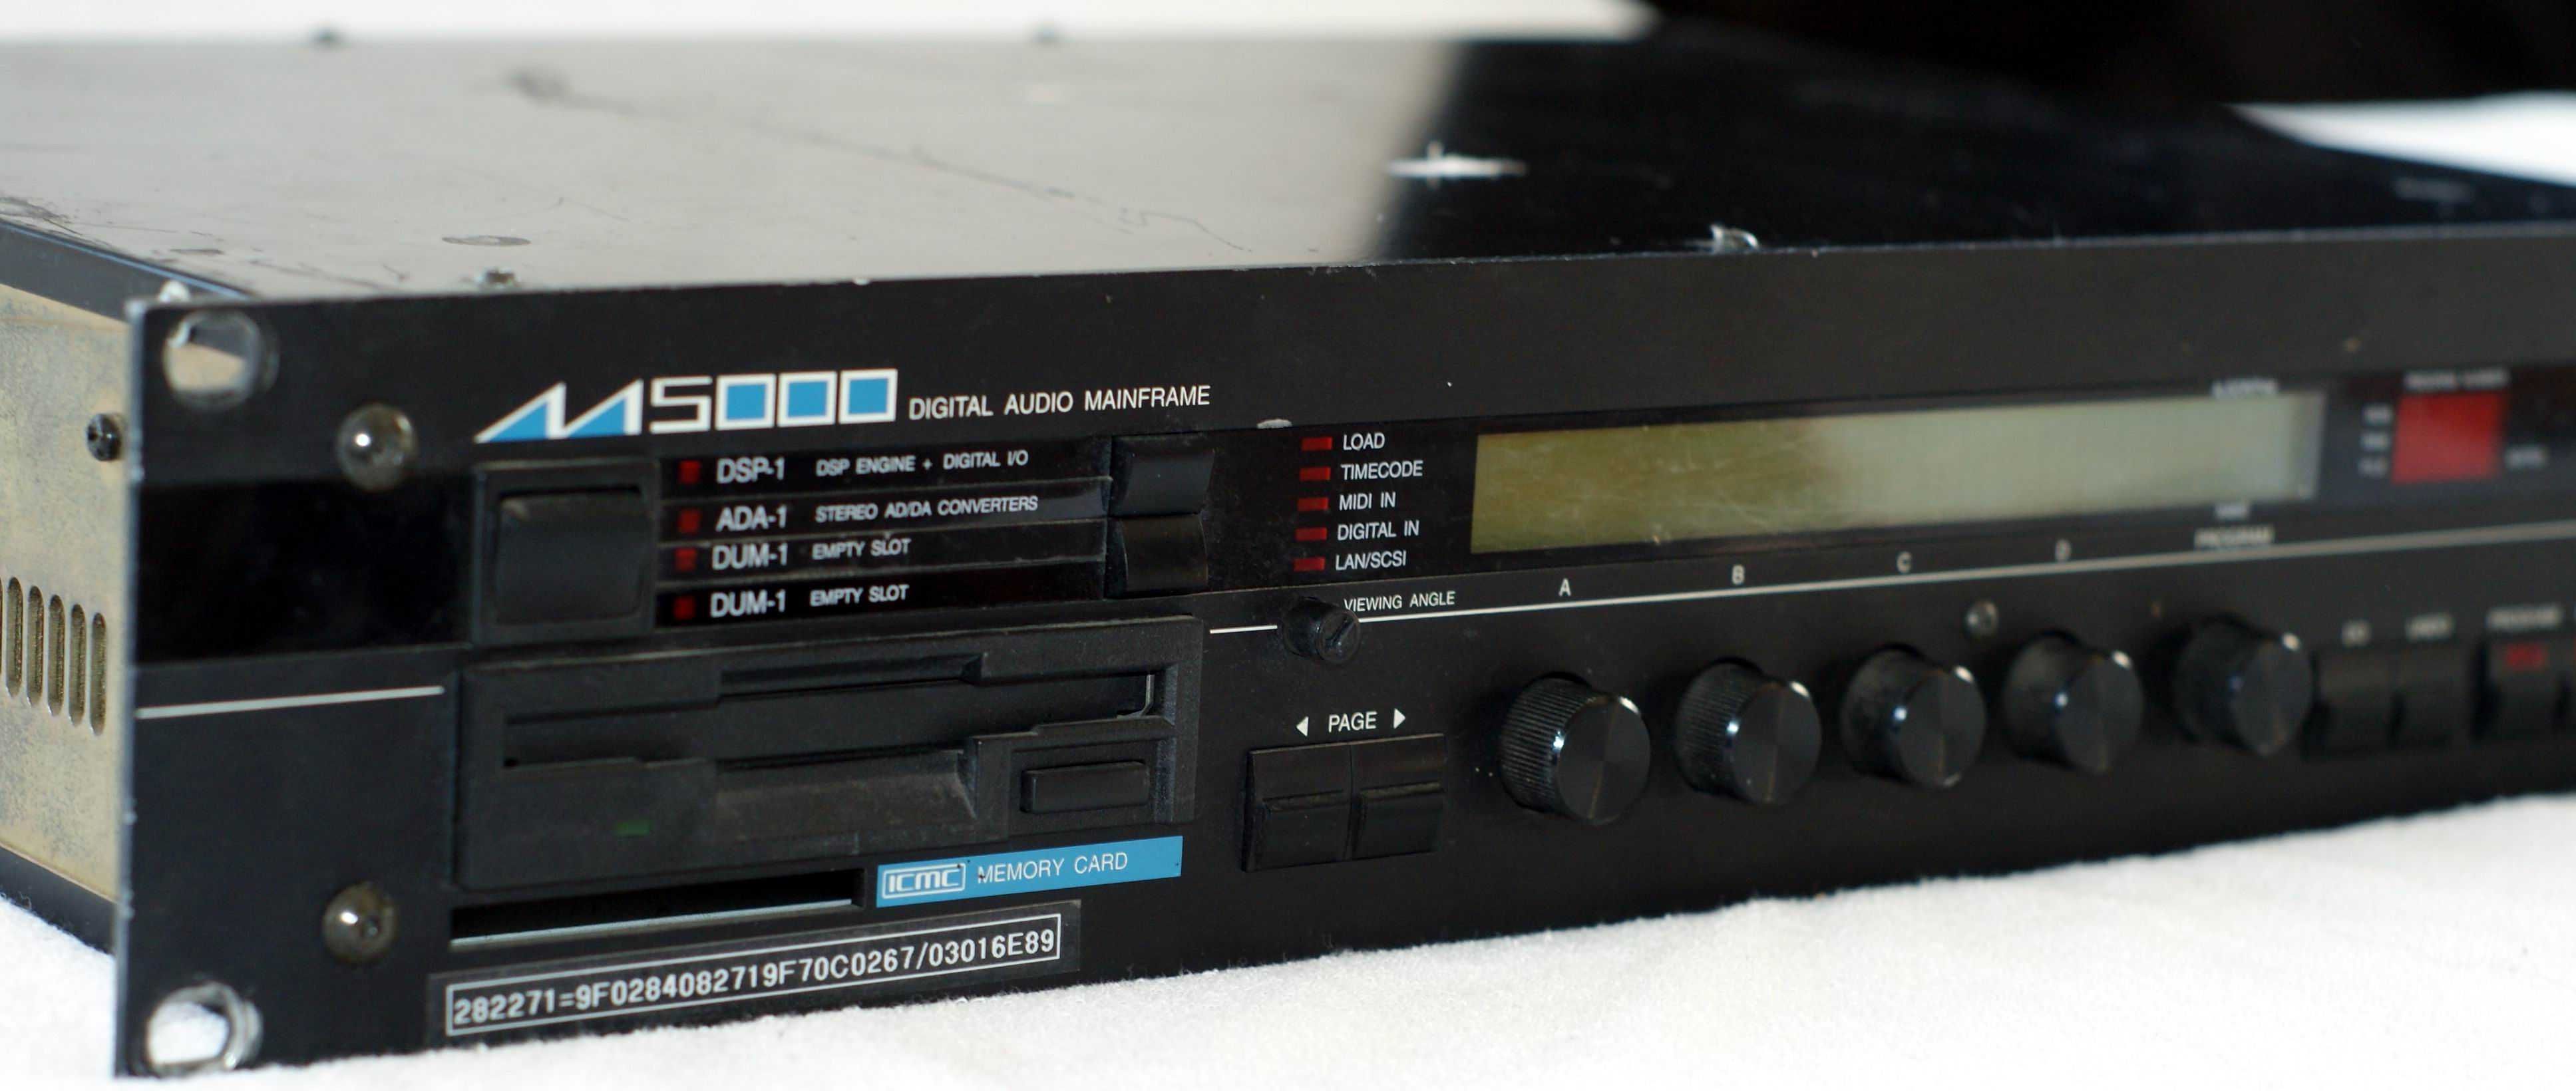 M5000 DIGITAL AUDIO MAINFRAME
DSP-1 DSP ENGINE + DIGITAL I/O
ADA-1 STEREO AD/DA CONVERTERS
DUM-1 EMPTY SLOT
DUM-1 EMPTY SLOT
LOAD
TIMECODE
MIDI IN
DIGITAL IN
LAN/SCSI
VIEWING ANGLE
A
B
C
D
PROGRAM
◀ PAGE ▶
ICMC MEMORY CARD
282271=9F0284082719F70C0267/03016E89